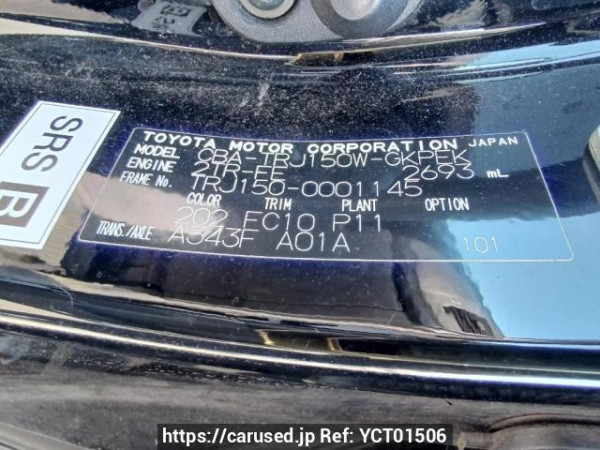 SRS B
TOYOTA MOTOR CORPORATION JAPAN
MODEL CBA-TRJ150W-GKPEK
ENGINE 2TR-FE 2693 mL
FRAME No. TRJ150-0001145
COLOR TRIM PLANT OPTION
202 FC10 P11
TRANS./AXLE A343F A01A 101
https://carused.jp Ref: YCT01506